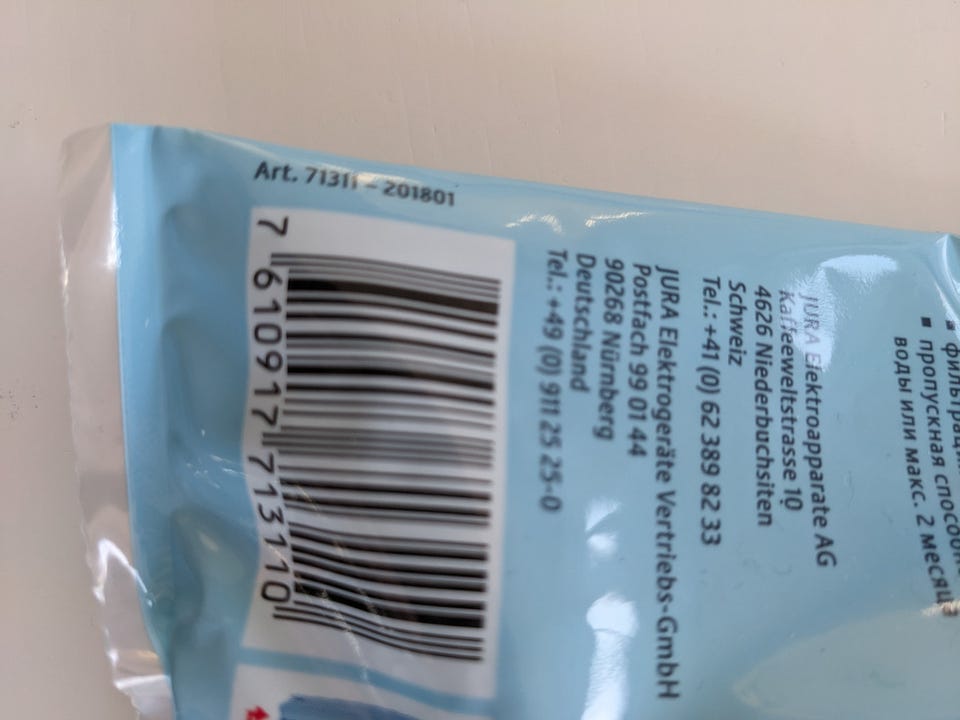 ■ пропускная
воды или макс. 2 месяца
JURA Elektroapparate AG
Kaffeeweltstrasse 10
4626 Niederbuchsiten
Schweiz
Tel.: +41 (0) 62 389 82 33
JURA Elektrogeräte Vertriebs-GmbH
Postfach 99 01 44
90268 Nürnberg
Deutschland
Tel.: +49 (0) 911 25 25-0
Art. 71311 – 201801
7 610917 713110